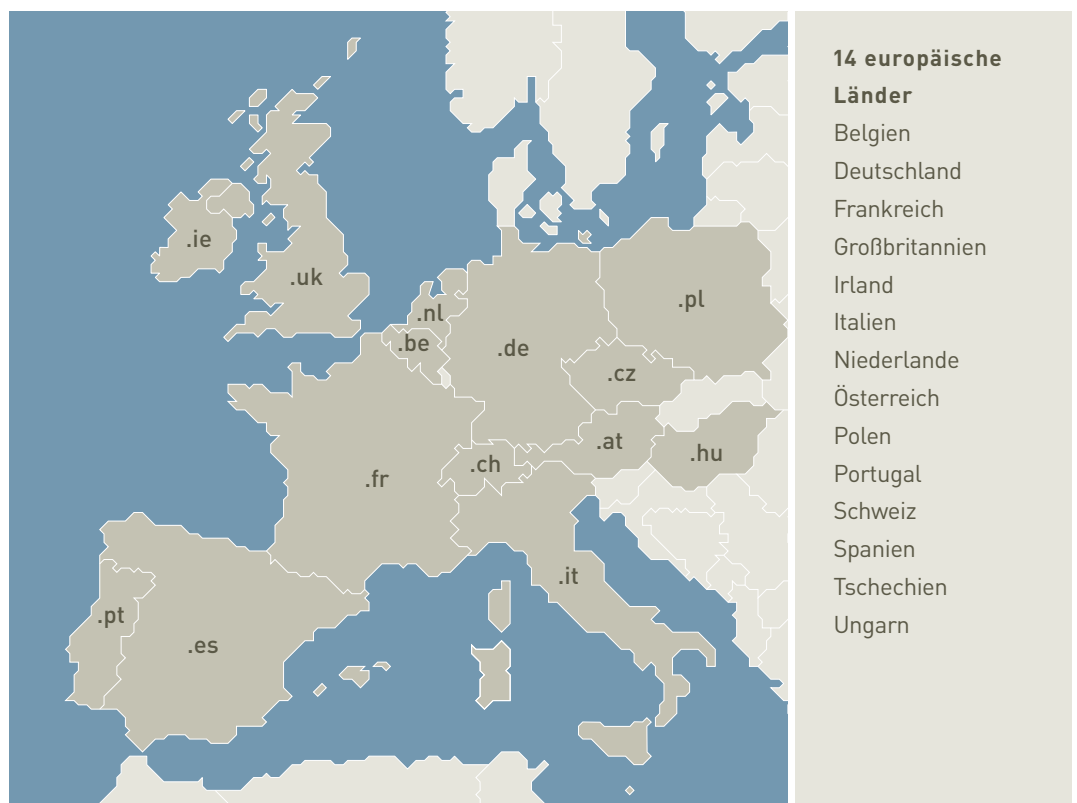 .ie
.uk
.nl
.be
.de
.pl
.cz
.at
.hu
.ch
.fr
.it
.pt
.es
14 europäische
Länder
Belgien
Deutschland
Frankreich
Großbritannien
Irland
Italien
Niederlande
Österreich
Polen
Portugal
Schweiz
Spanien
Tschechien
Ungarn